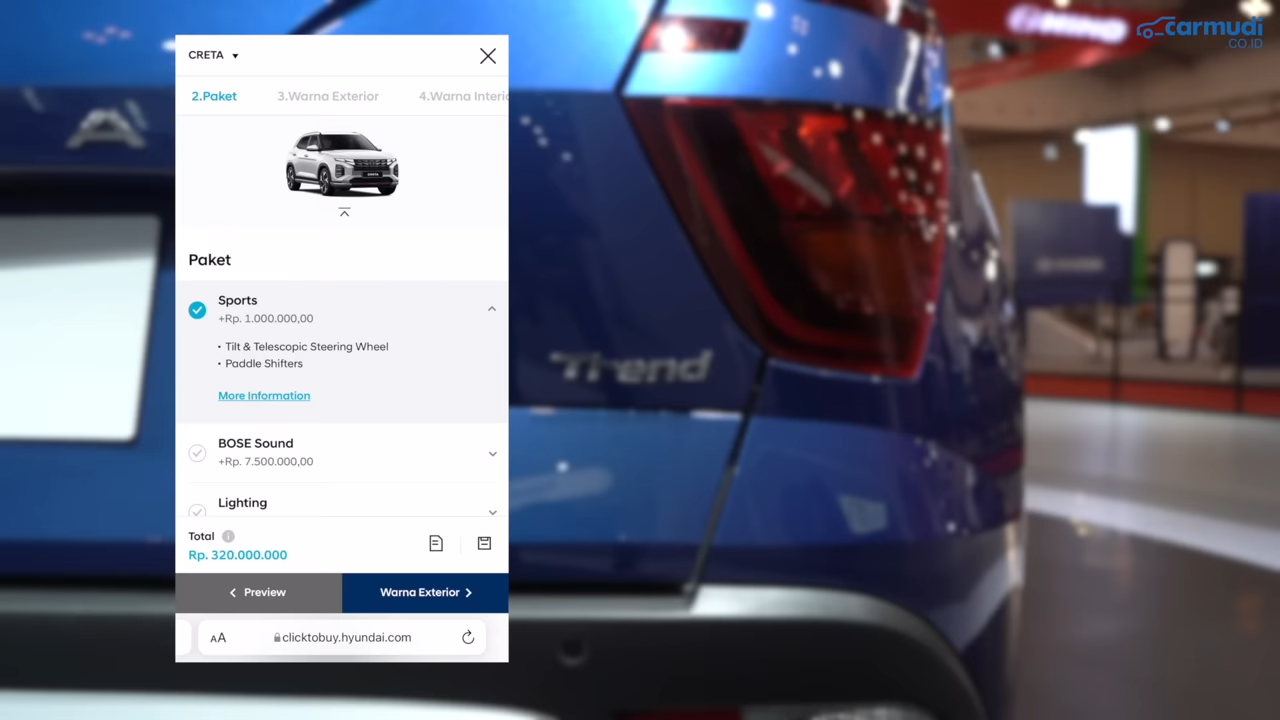 carmudi
.CO.ID
HINO
CRETA
2.Paket
3.Warna Exterior
4.Warna Interio
Paket
Sports
+Rp. 1.000.000,00
• Tilt & Telescopic Steering Wheel
• Paddle Shifters
More Information
BOSE Sound
+Rp. 7.500.000,00
Lighting
Total
Rp. 320.000.000
Preview
Warna Exterior
AA
clicktobuy.hyundai.com
Trend